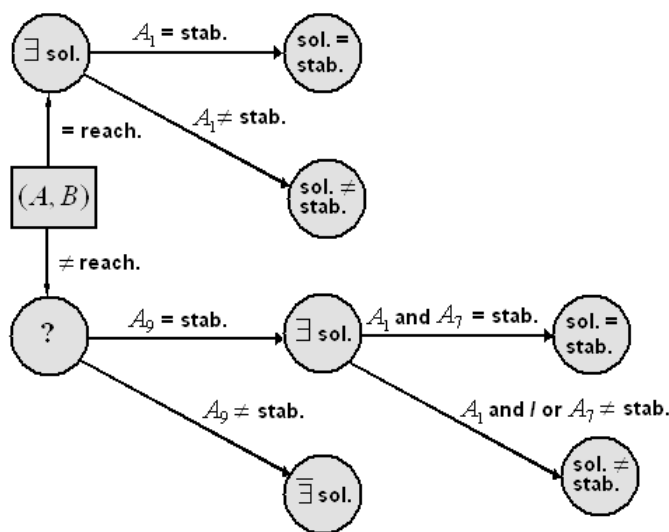 ∃ sol.
A₁ = stab.
sol. =
stab.
A₁ ≠ stab.
= reach.
(A, B)
sol. ≠
stab.
≠ reach.
?
A₉ = stab.
∃ sol.
A₁ and A₇ = stab.
sol. =
stab.
A₉ ≠ stab.
A₁ and / or A₇ ≠ stab.
∃̅ sol.
sol. ≠
stab.